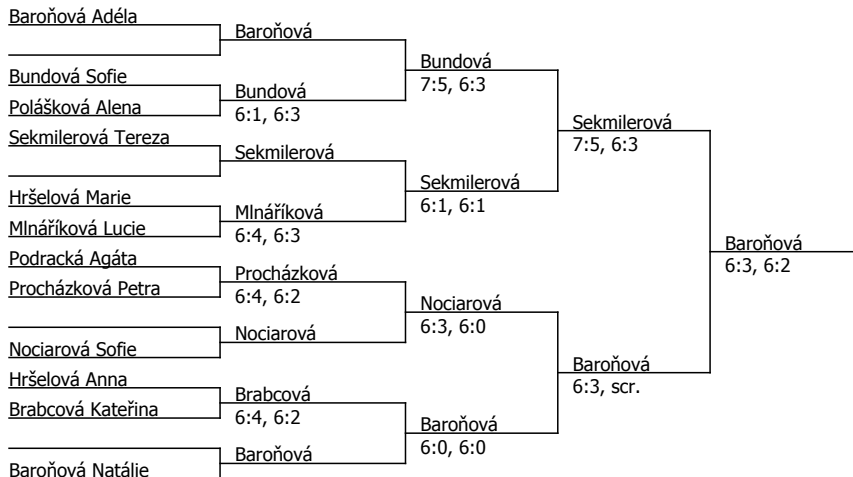 Baroňová Adéla
Baroňová
Bundová
7:5, 6:3
Bundová Sofie
Bundová
6:1, 6:3
Polášková Alena
Sekmilerová
7:5, 6:3
Sekmilerová Tereza
Sekmilerová
Sekmilerová
6:1, 6:1
Hršelová Marie
Mlnáříková
6:4, 6:3
Mlnáříková Lucie
Baroňová
6:3, 6:2
Podracká Agáta
Procházková
6:4, 6:2
Procházková Petra
Nociarová
6:3, 6:0
Nociarová
Nociarová Sofie
Baroňová
6:3, scr.
Hršelová Anna
Brabcová
6:4, 6:2
Brabcová Kateřina
Baroňová
6:0, 6:0
Baroňová
Baroňová Natálie